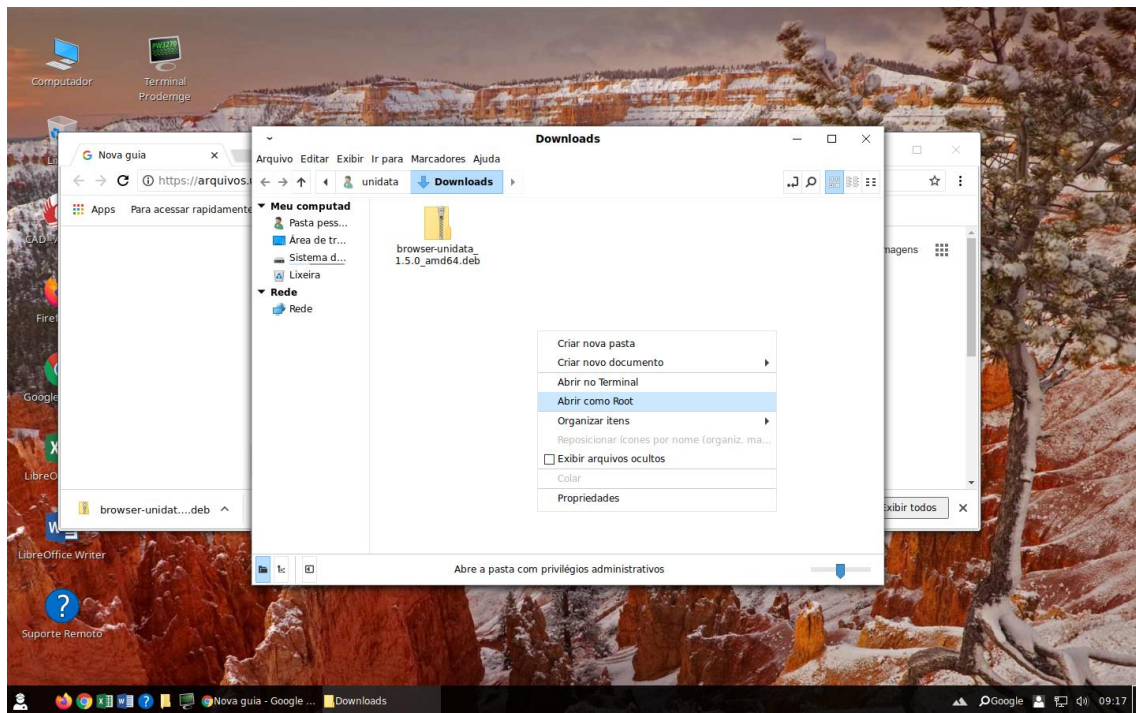 Computador
Terminal
Prodemge
PW3270
Nova guia
https://arquivos.
Apps
Para acessar rapidamente
magens
browser-unidat....deb
Exibir todos
Downloads
Arquivo Editar Exibir Ir para Marcadores Ajuda
unidata
Downloads
Meu computad
Pasta pess...
Área de tr...
Sistema d...
Lixeira
Rede
Rede
browser-unidata_
1.5.0_amd64.deb
Criar nova pasta
Criar novo documento
Abrir no Terminal
Abrir como Root
Organizar itens
Reposicionar ícones por nome (organiz. ma...
Exibir arquivos ocultos
Colar
Propriedades
Abre a pasta com privilégios administrativos
CAD
Firef
Google
LibreO
LibreOffice Writer
Suporte Remoto
Nova guia - Google ...
Downloads
Google
09:17